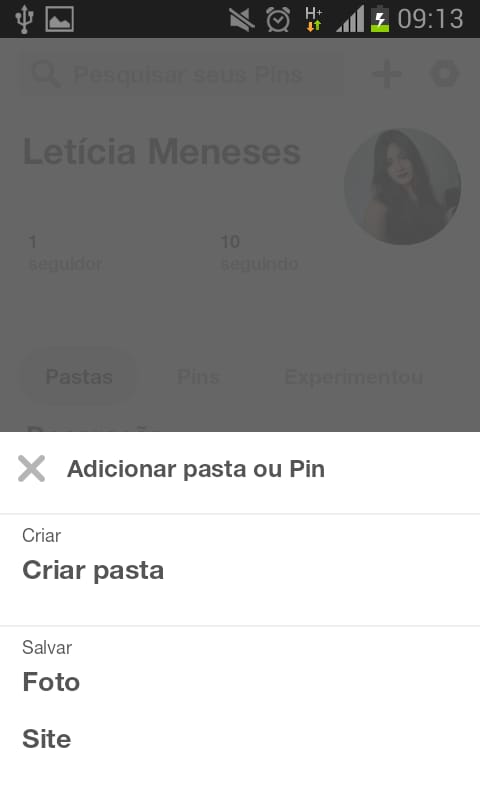 H+ 09:13
Pesquisar seus Pins
Letícia Meneses
1 10
seguidor seguindo
Pastas Pins Experimentou
Adicionar pasta ou Pin
Criar
Criar pasta
Salvar
Foto
Site